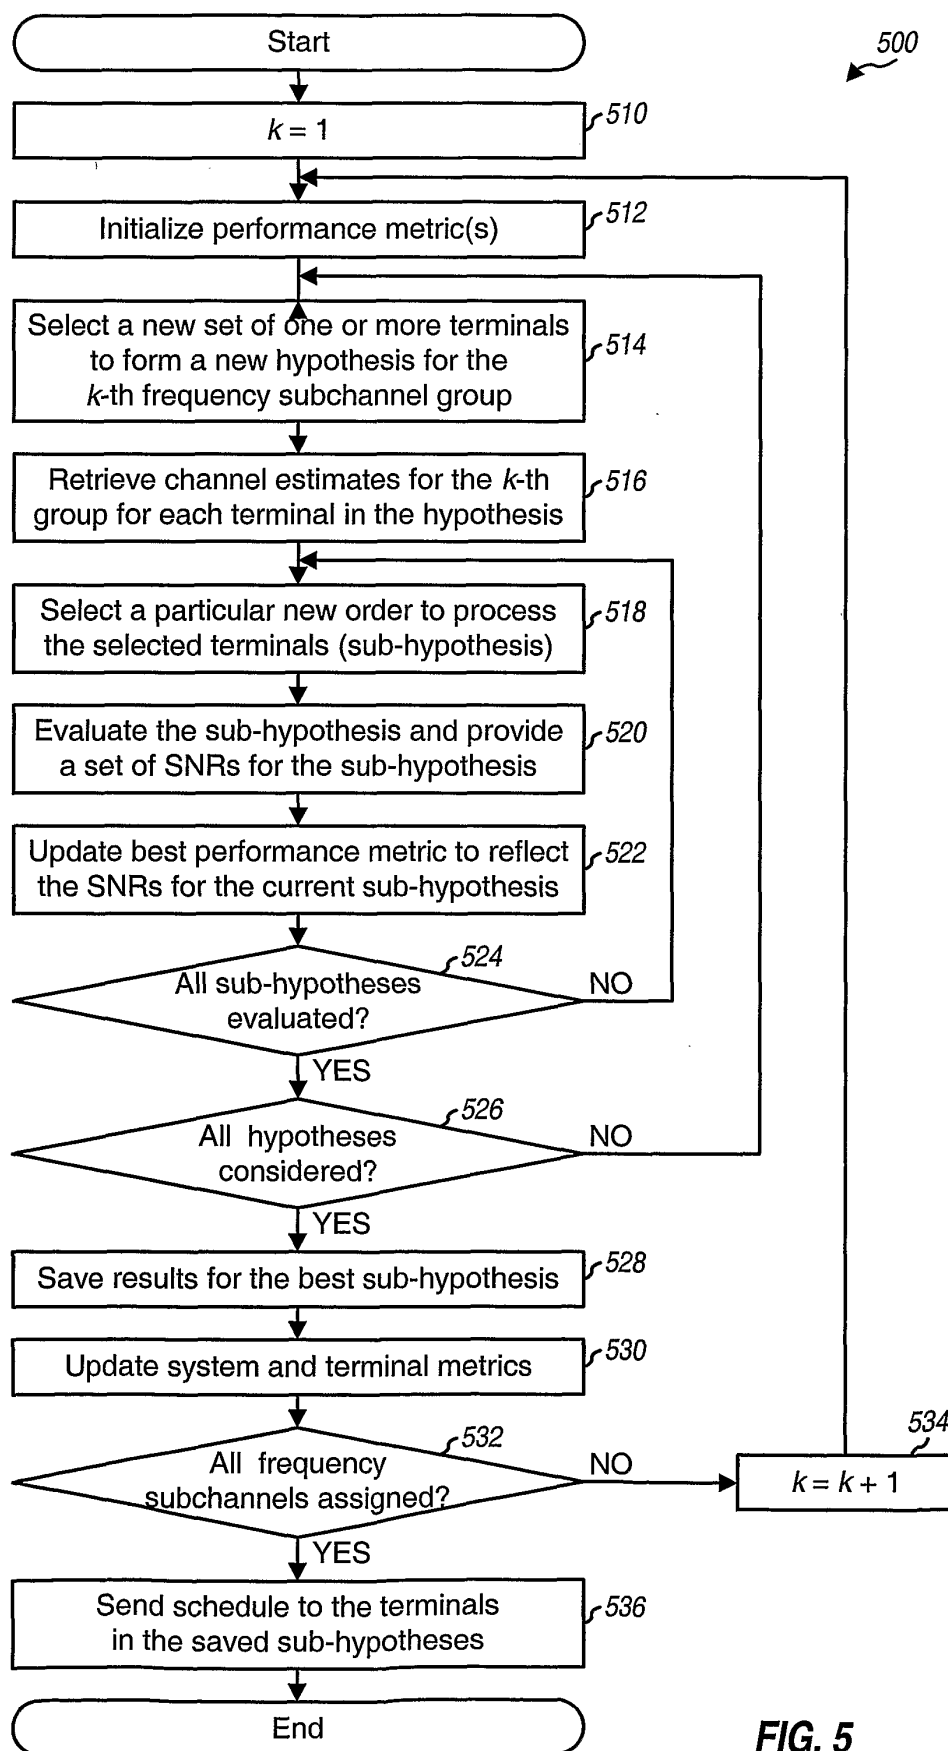 Start
500
k = 1
510
Initialize performance metric(s)
512
Select a new set of one or more terminals
to form a new hypothesis for the
k-th frequency subchannel group
514
Retrieve channel estimates for the k-th
group for each terminal in the hypothesis
516
Select a particular new order to process
the selected terminals (sub-hypothesis)
518
Evaluate the sub-hypothesis and provide
a set of SNRs for the sub-hypothesis
520
Update best performance metric to reflect
the SNRs for the current sub-hypothesis
522
All sub-hypotheses
evaluated?
524
NO
YES
All hypotheses
considered?
526
NO
YES
Save results for the best sub-hypothesis
528
Update system and terminal metrics
530
All frequency
subchannels assigned?
532
NO
k = k + 1
534
YES
Send schedule to the terminals
in the saved sub-hypotheses
536
End
FIG. 5